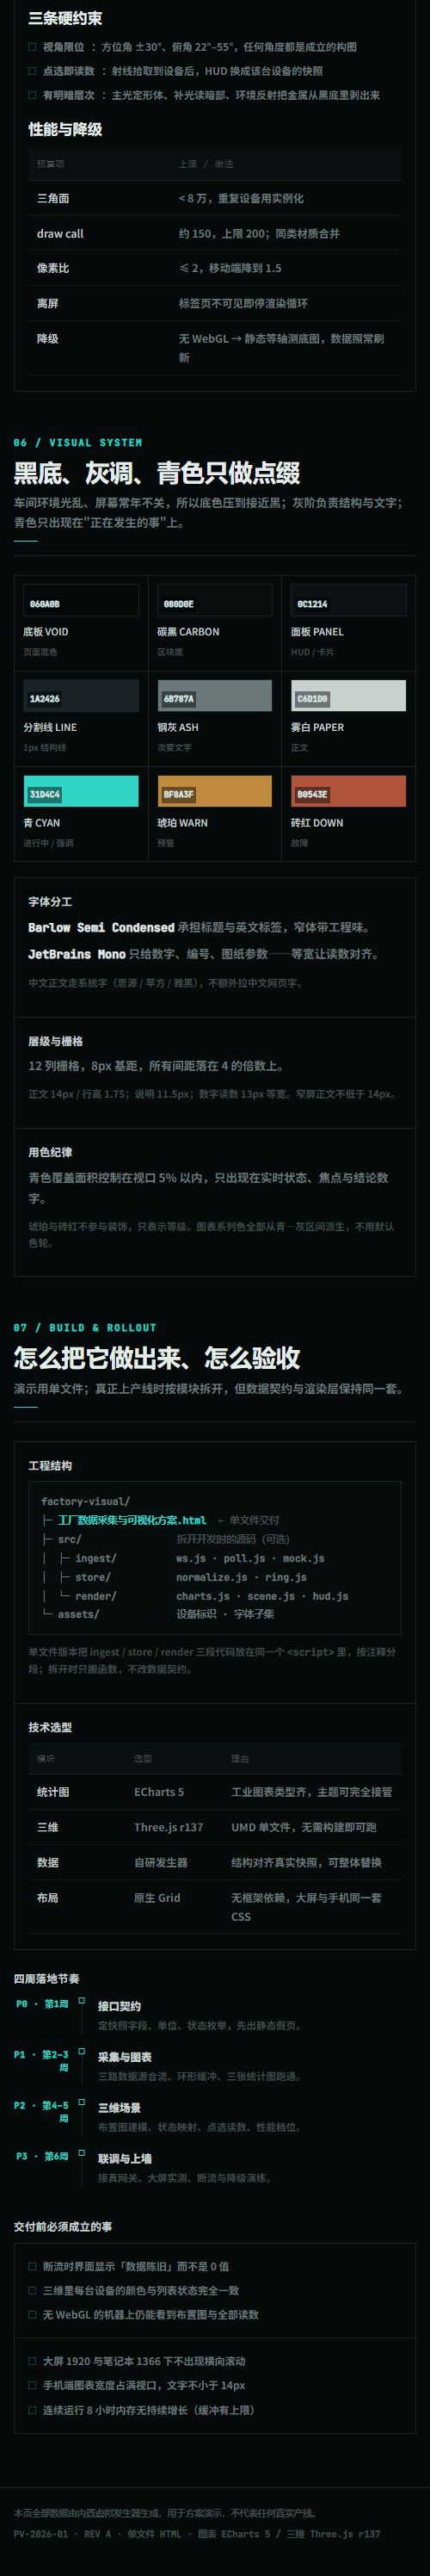 三条硬约束
视角限位 ：方位角 ±30°、俯角 22°–55°，任何角度都是成立的构图
点选即读数 ：射线拾取到设备后，HUD 换成该台设备的快照
有明暗层次 ：主光定形体、补光读暗部、环境反射把金属从黑底里剥出来
性能与降级
预算项 上限 / 做法
三角面 < 8 万，重复设备用实例化
draw call 约 150，上限 200；同类材质合并
像素比 ≤ 2，移动端降到 1.5
离屏 标签页不可见即停渲染循环
降级 无 WebGL → 静态等轴测底图，数据照常刷
新
06 / VISUAL SYSTEM
黑底、灰调、青色只做点缀
车间环境光乱、屏幕常年不关，所以底色压到接近黑；灰阶负责结构与文字；
青色只出现在"正在发生的事"上。
060A0B 080D0E 0C1214
底板 VOID 碳黑 CARBON 面板 PANEL
页面底色 区块底 HUD / 卡片
1A2426 6B787A C6D1D0
分割线 LINE 钢灰 ASH 雾白 PAPER
1px 结构线 次要文字 正文
31D4C4 BF8A3F B0543E
青 CYAN 琥珀 WARN 砖红 DOWN
进行中 / 强调 预警 故障
字体分工
Barlow Semi Condensed 承担标题与英文标签，窄体带工程味。
JetBrains Mono 只给数字、编号、图纸参数——等宽让读数对齐。
中文正文走系统字（思源 / 苹方 / 雅黑），不额外拉中文网页字。
层级与栅格
12 列栅格，8px 基距，所有间距落在 4 的倍数上。
正文 14px / 行高 1.75；说明 11.5px；数字读数 13px 等宽。窄屏正文不低于 14px。
用色纪律
青色覆盖面积控制在视口 5% 以内，只出现在实时状态、焦点与结论数
字。
琥珀与砖红不参与装饰，只表示等级。图表系列色全部从青—灰区间派生，不用默认
色轮。
07 / BUILD & ROLLOUT
怎么把它做出来、怎么验收
演示用单文件；真正上产线时按模块拆开，但数据契约与渲染层保持同一套。
工程结构
factory-visual/
├─ 工厂数据采集与可视化方案.html ← 单文件交付
├─ src/ 拆开开发时的源码（可选）
│ ├─ ingest/ ws.js · poll.js · mock.js
│ ├─ store/ normalize.js · ring.js
│ └─ render/ charts.js · scene.js · hud.js
└─ assets/ 设备标识 · 字体子集
单文件版本把 ingest / store / render 三段代码放在同一个 <script> 里，按注释分
段；拆开时只搬函数，不改数据契约。
技术选型
模块 选型 理由
统计图 ECharts 5 工业图表类型齐，主题可完全接管
三维 Three.js r137 UMD 单文件，无需构建即可跑
数据 自研发生器 结构对齐真实快照，可整体替换
布局 原生 Grid 无框架依赖，大屏与手机同一套
CSS
四周落地节奏
P0 · 第1周 接口契约
定快照字段、单位、状态枚举，先出静态假页。
P1 · 第2–3
周
采集与图表
三路数据源合流、环形缓冲、三张统计图跑通。
P2 · 第4–5
周
三维场景
布置图建模、状态映射、点选读数、性能档位。
P3 · 第6周 联调与上墙
接真网关、大屏实测、断流与降级演练。
交付前必须成立的事
断流时界面显示「数据陈旧」而不是 0 值
三维里每台设备的颜色与列表状态完全一致
无 WebGL 的机器上仍能看到布置图与全部读数
大屏 1920 与笔记本 1366 下不出现横向滚动
手机端图表宽度占满视口，文字不小于 14px
连续运行 8 小时内存无持续增长（缓冲有上限）
本页全部数据由内置虚拟发生器生成，用于方案演示，不代表任何真实产线。
PV-2026-01 · REV A · 单文件 HTML · 图表 ECharts 5 / 三维 Three.js r137